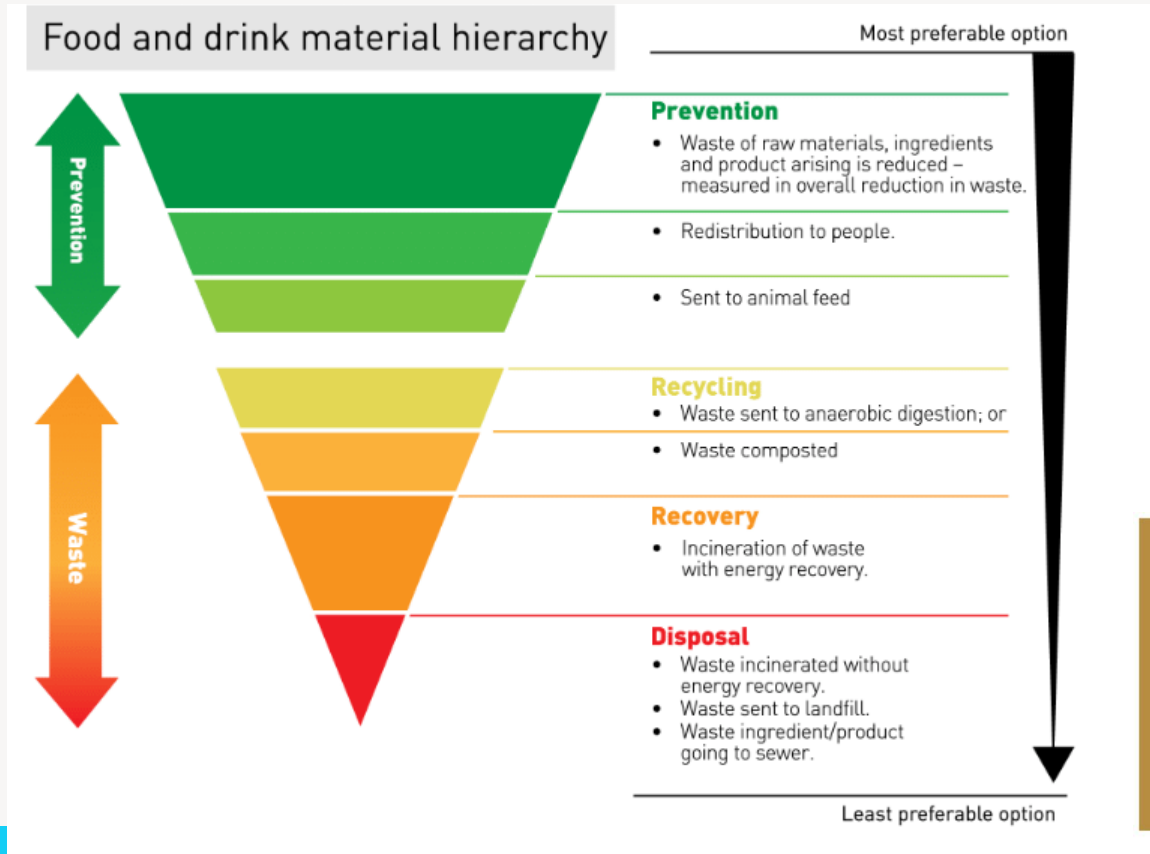 Food and drink material hierarchy
Most preferable option
Prevention
Prevention
• Waste of raw materials, ingredients
and product arising is reduced –
measured in overall reduction in waste.
• Redistribution to people.
• Sent to animal feed
Waste
Recycling
• Waste sent to anaerobic digestion; or
• Waste composted
Recovery
• Incineration of waste
with energy recovery.
Disposal
• Waste incinerated without
energy recovery.
• Waste sent to landfill.
• Waste ingredient/product
going to sewer.
Least preferable option